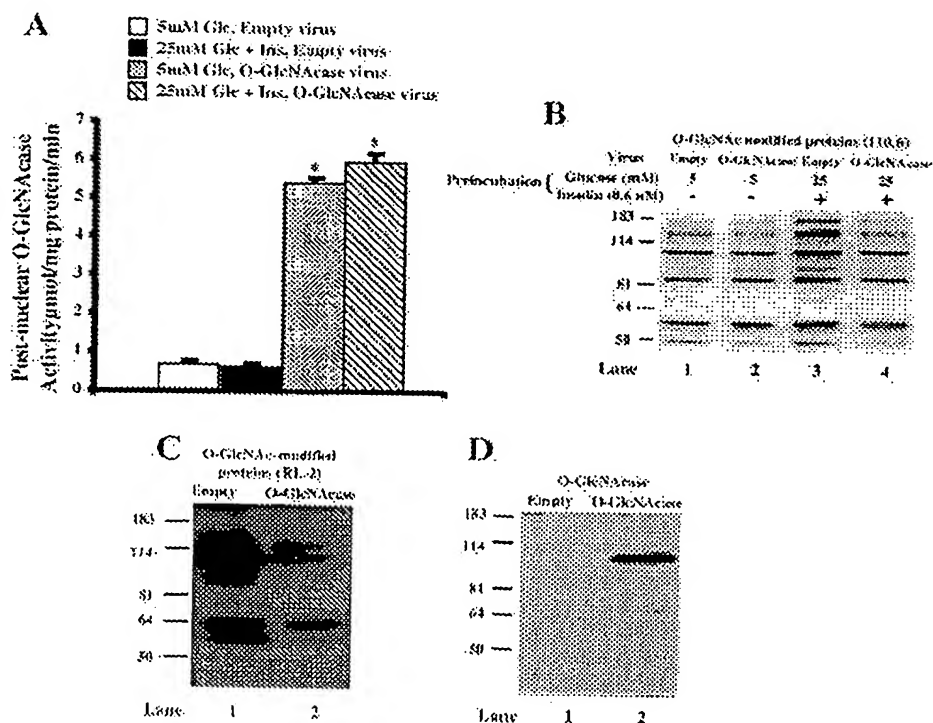 A
5mM Glc, Empty virus
25mM Glc + Ins, Empty virus
5mM Glc, O-GlcNAcase virus
25mM Glc + Ins, O-GlcNAcase virus
Post-nuclear O-GlcNAcase
Activityμmol/mg protein/min
7
6
5
4
3
2
1
0
* *
B
O-GlcNAc modified proteins (110.6)
Virus Empty O-GlcNAcase Empty O-GlcNAcase
Preincubation { Glucose (mM) 5 5 25 25
Insulin (0.6 nM) - - + +
183
114
81
64
50
Lane 1 2 3 4
C
O-GlcNAc-modified
proteins (RL-2)
Empty O-GlcNAcase
183
114
81
64
50
Lane 1 2
D
O-GlcNAcase
Empty O-GlcNAcase
183
114
81
64
50
Lane 1 2